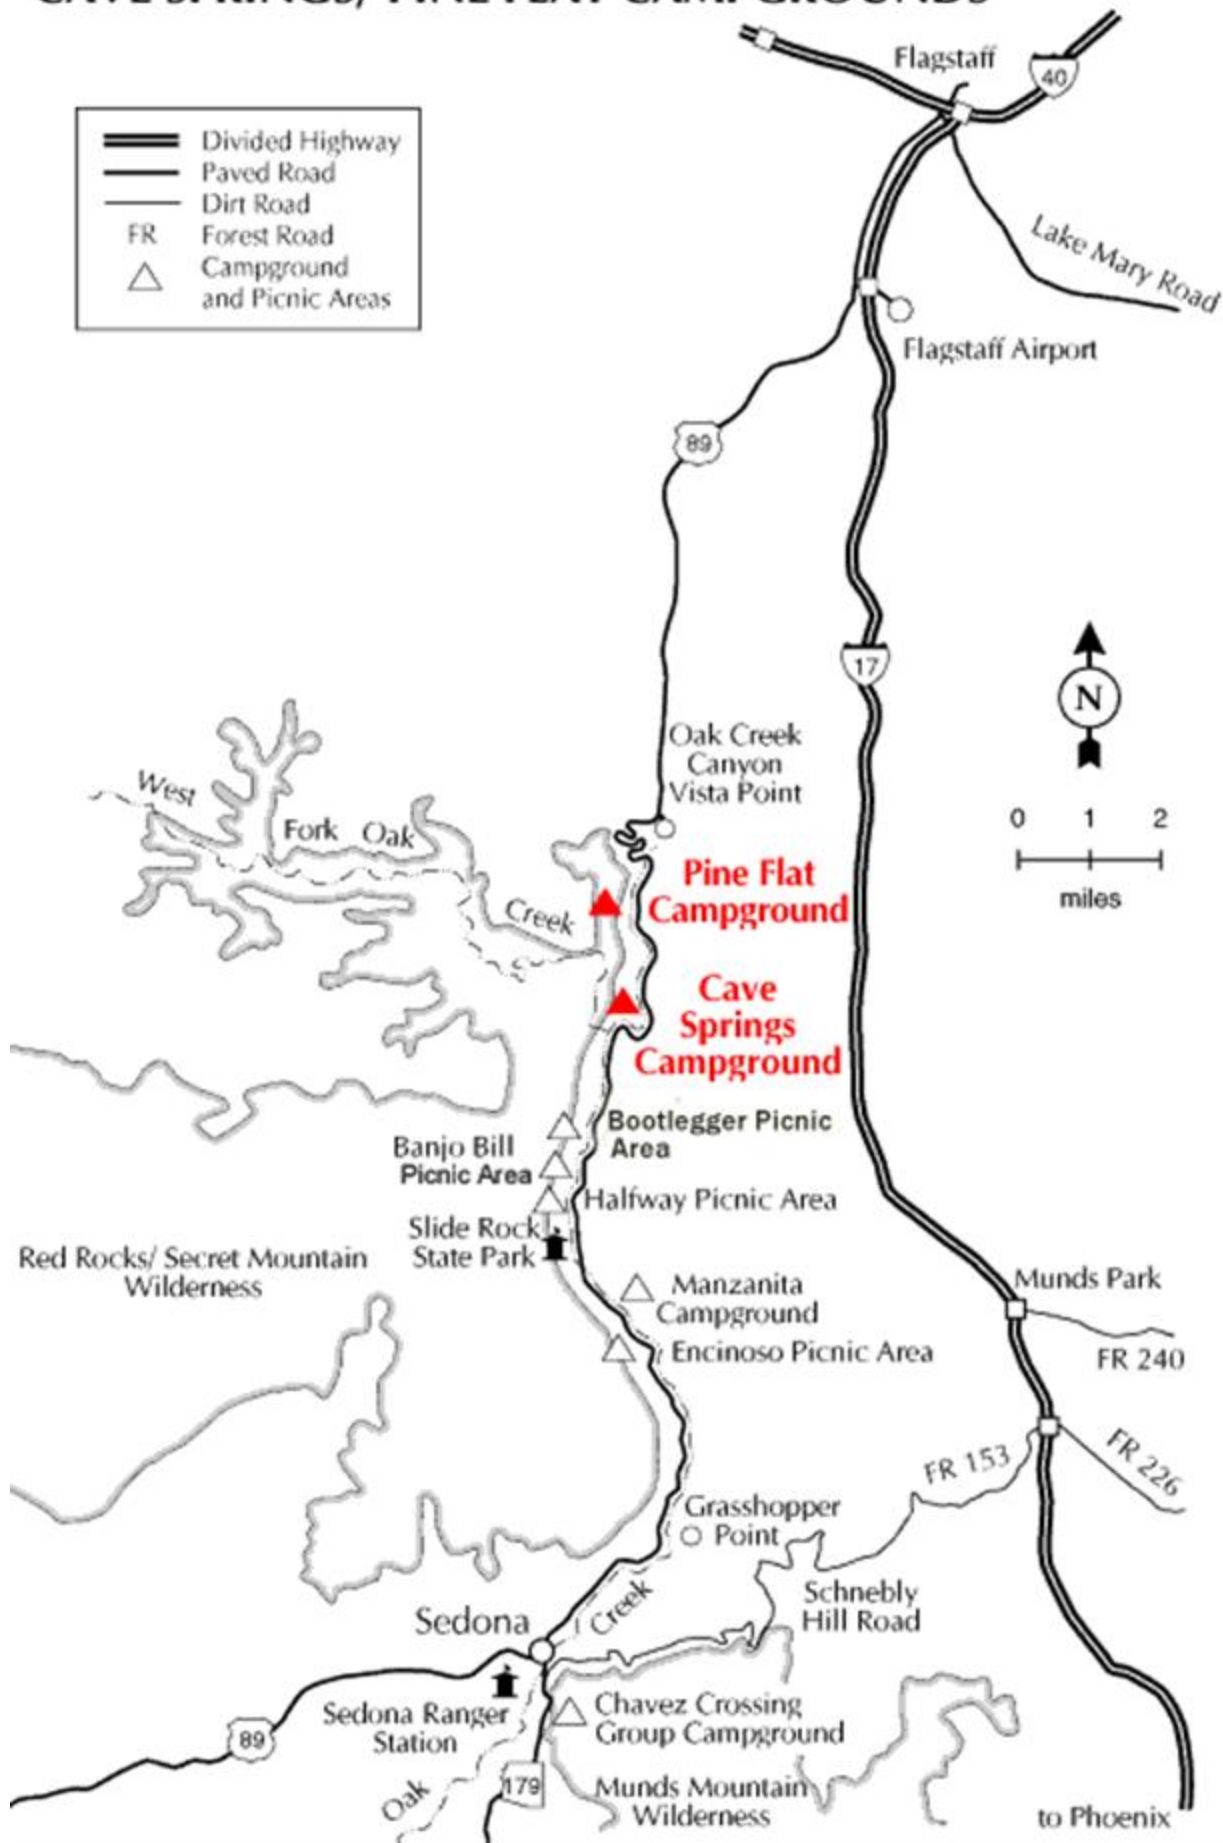 CAVE SPRINGS/ PINE FLAT CAMPGROUNDS
Flagstaff
40
Divided Highway
Paved Road
Dirt Road
FR Forest Road
Campground
and Picnic Areas
Lake Mary Road
Flagstaff Airport
89
17
N
Oak Creek
Canyon
Vista Point
West
Fork Oak
Creek
0 1 2
miles
Pine Flat
Campground
Cave
Springs
Campground
Bootlegger Picnic
Area
Banjo Bill
Picnic Area
Halfway Picnic Area
Slide Rock
State Park
Red Rocks/ Secret Mountain
Wilderness
Manzanita
Campground
Munds Park
Encinoso Picnic Area
FR 240
FR 153
FR 226
Grasshopper
Point
Schnebly
Hill Road
Creek
Sedona
Sedona Ranger
Station
Chavez Crossing
Group Campground
89
179
Oak
Munds Mountain
Wilderness
to Phoenix